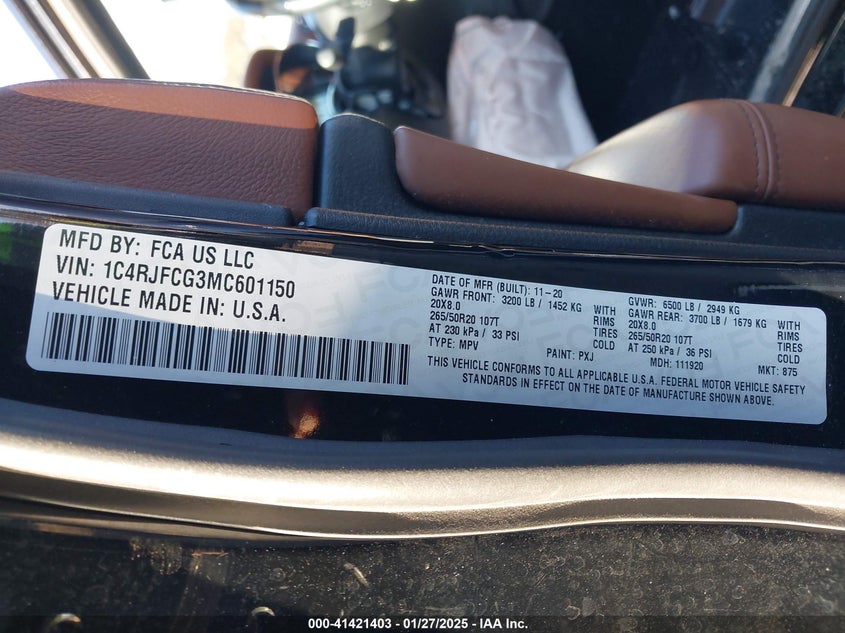 MFD BY: FCA US LLC
VIN: 1C4RJFCG3MC601150
VEHICLE MADE IN: U.S.A.
DATE OF MFR (BUILT): 11-20
GAWR FRONT: 3200 LB / 1452 KG WITH
20X8.0 RIMS
265/50R20 107T TIRES
AT 230 kPa / 33 PSI COLD
TYPE: MPV PAINT: PXJ
GVWR: 6500 LB / 2949 KG
GAWR REAR: 3700 LB / 1679 KG WITH
20X8.0 RIMS
265/50R20 107T TIRES
AT 250 kPa / 36 PSI COLD
MDH: 111920 MKT: 875
THIS VEHICLE CONFORMS TO ALL APPLICABLE U.S.A. FEDERAL MOTOR VEHICLE SAFETY
STANDARDS IN EFFECT ON THE DATE OF MANUFACTURE SHOWN ABOVE.
000-41421403 - 01/27/2025 - IAAI.com